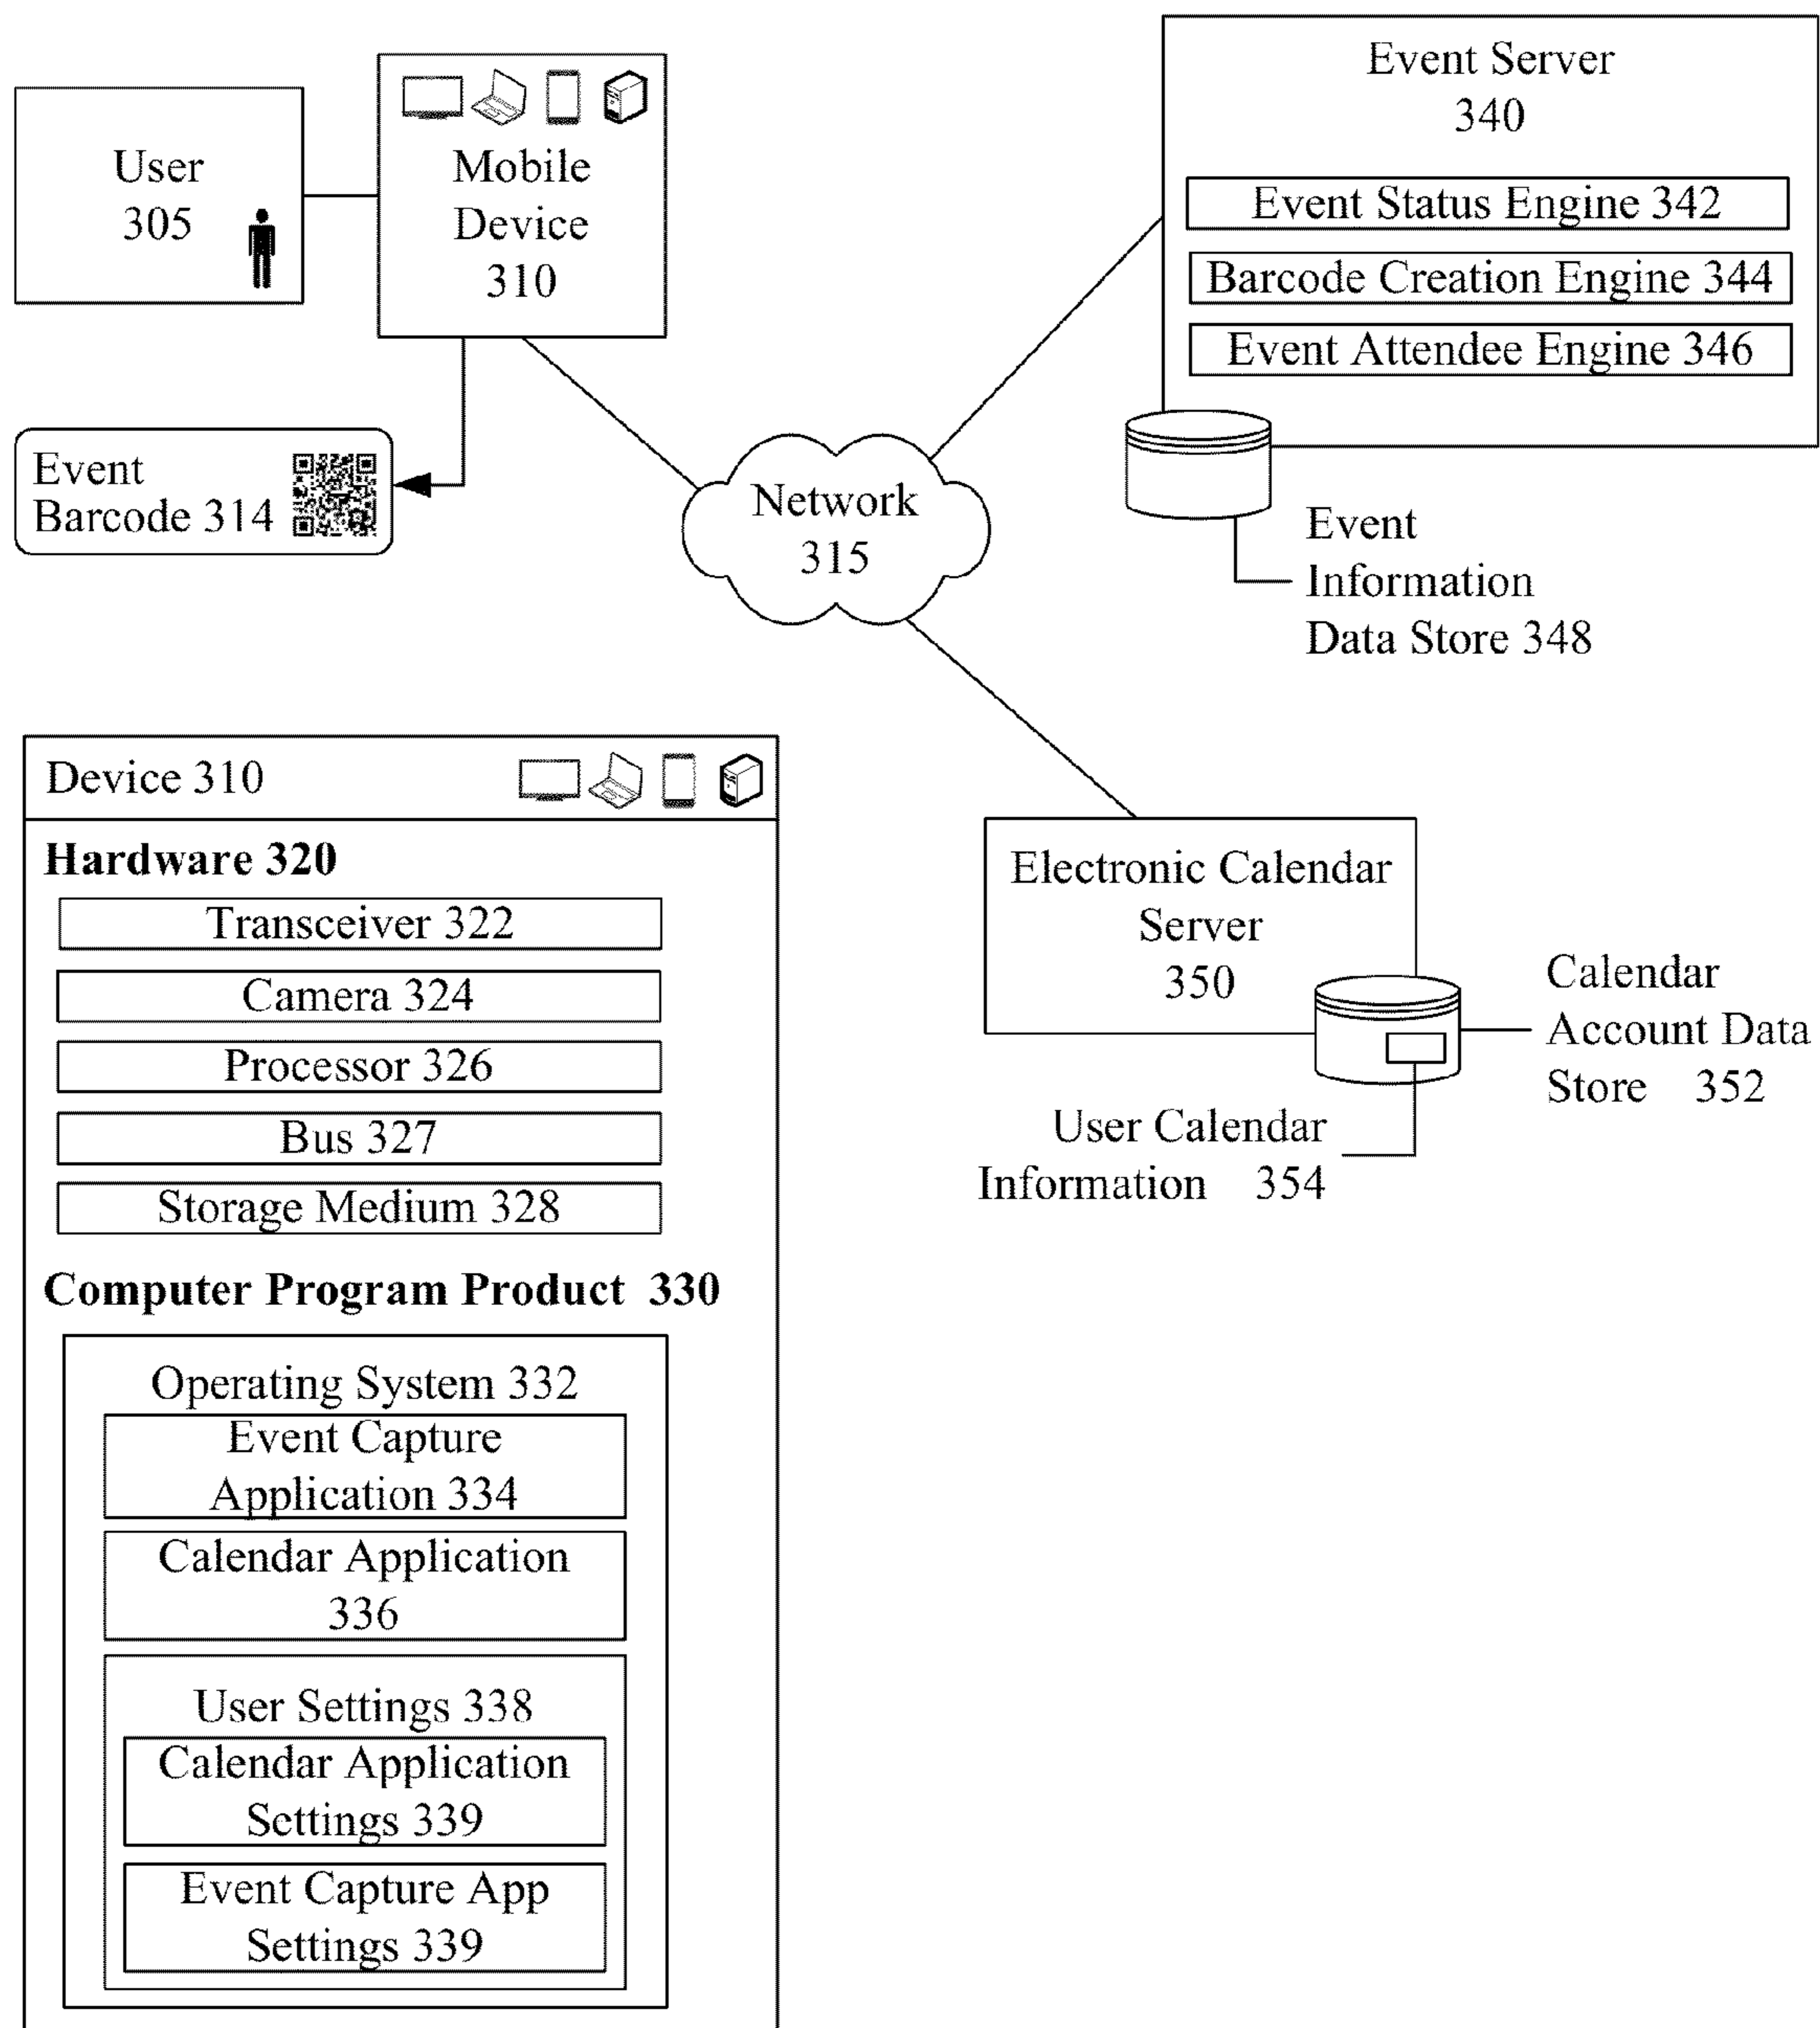 User
305
Mobile
Device
310
Event Server
340
Event Status Engine 342
Barcode Creation Engine 344
Event Attendee Engine 346
Event
Barcode 314
Network
315
Event
Information
Data Store 348
Device 310
Hardware 320
Transceiver 322
Camera 324
Processor 326
Bus 327
Storage Medium 328
Computer Program Product 330
Operating System 332
Event Capture
Application 334
Calendar Application
336
User Settings 338
Calendar Application
Settings 339
Event Capture App
Settings 339
Electronic Calendar
Server
350
Calendar
Account Data
Store 352
User Calendar
Information 354